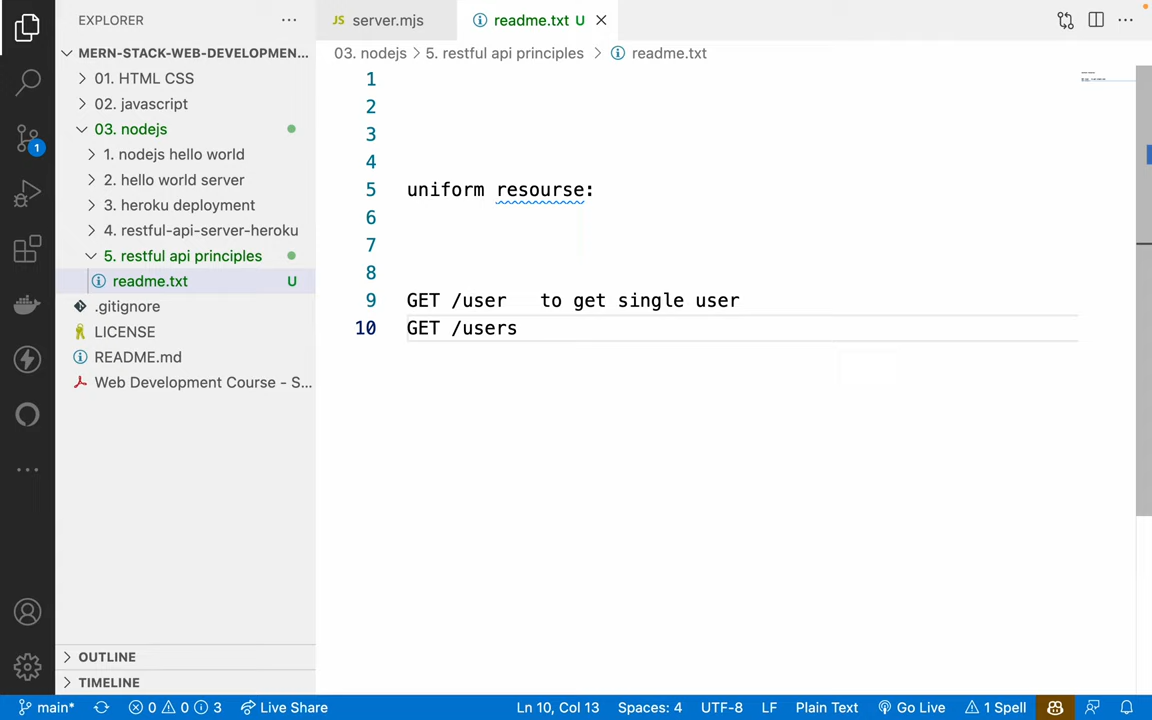 EXPLORER
MERN-STACK-WEB-DEVELOPMEN...
01. HTML CSS
02. javascript
03. nodejs
1. nodejs hello world
2. hello world server
3. heroku deployment
4. restful-api-server-heroku
5. restful api principles
readme.txt U
.gitignore
LICENSE
README.md
Web Development Course - S...
OUTLINE
TIMELINE
JS server.mjs
readme.txt U
03. nodejs > 5. restful api principles > readme.txt
1
2
3
4
5 uniform resourse:
6
7
8
9 GET /user to get single user
10 GET /users
1
main* 0 0 3 Live Share Ln 10, Col 13 Spaces: 4 UTF-8 LF Plain Text Go Live 1 Spell